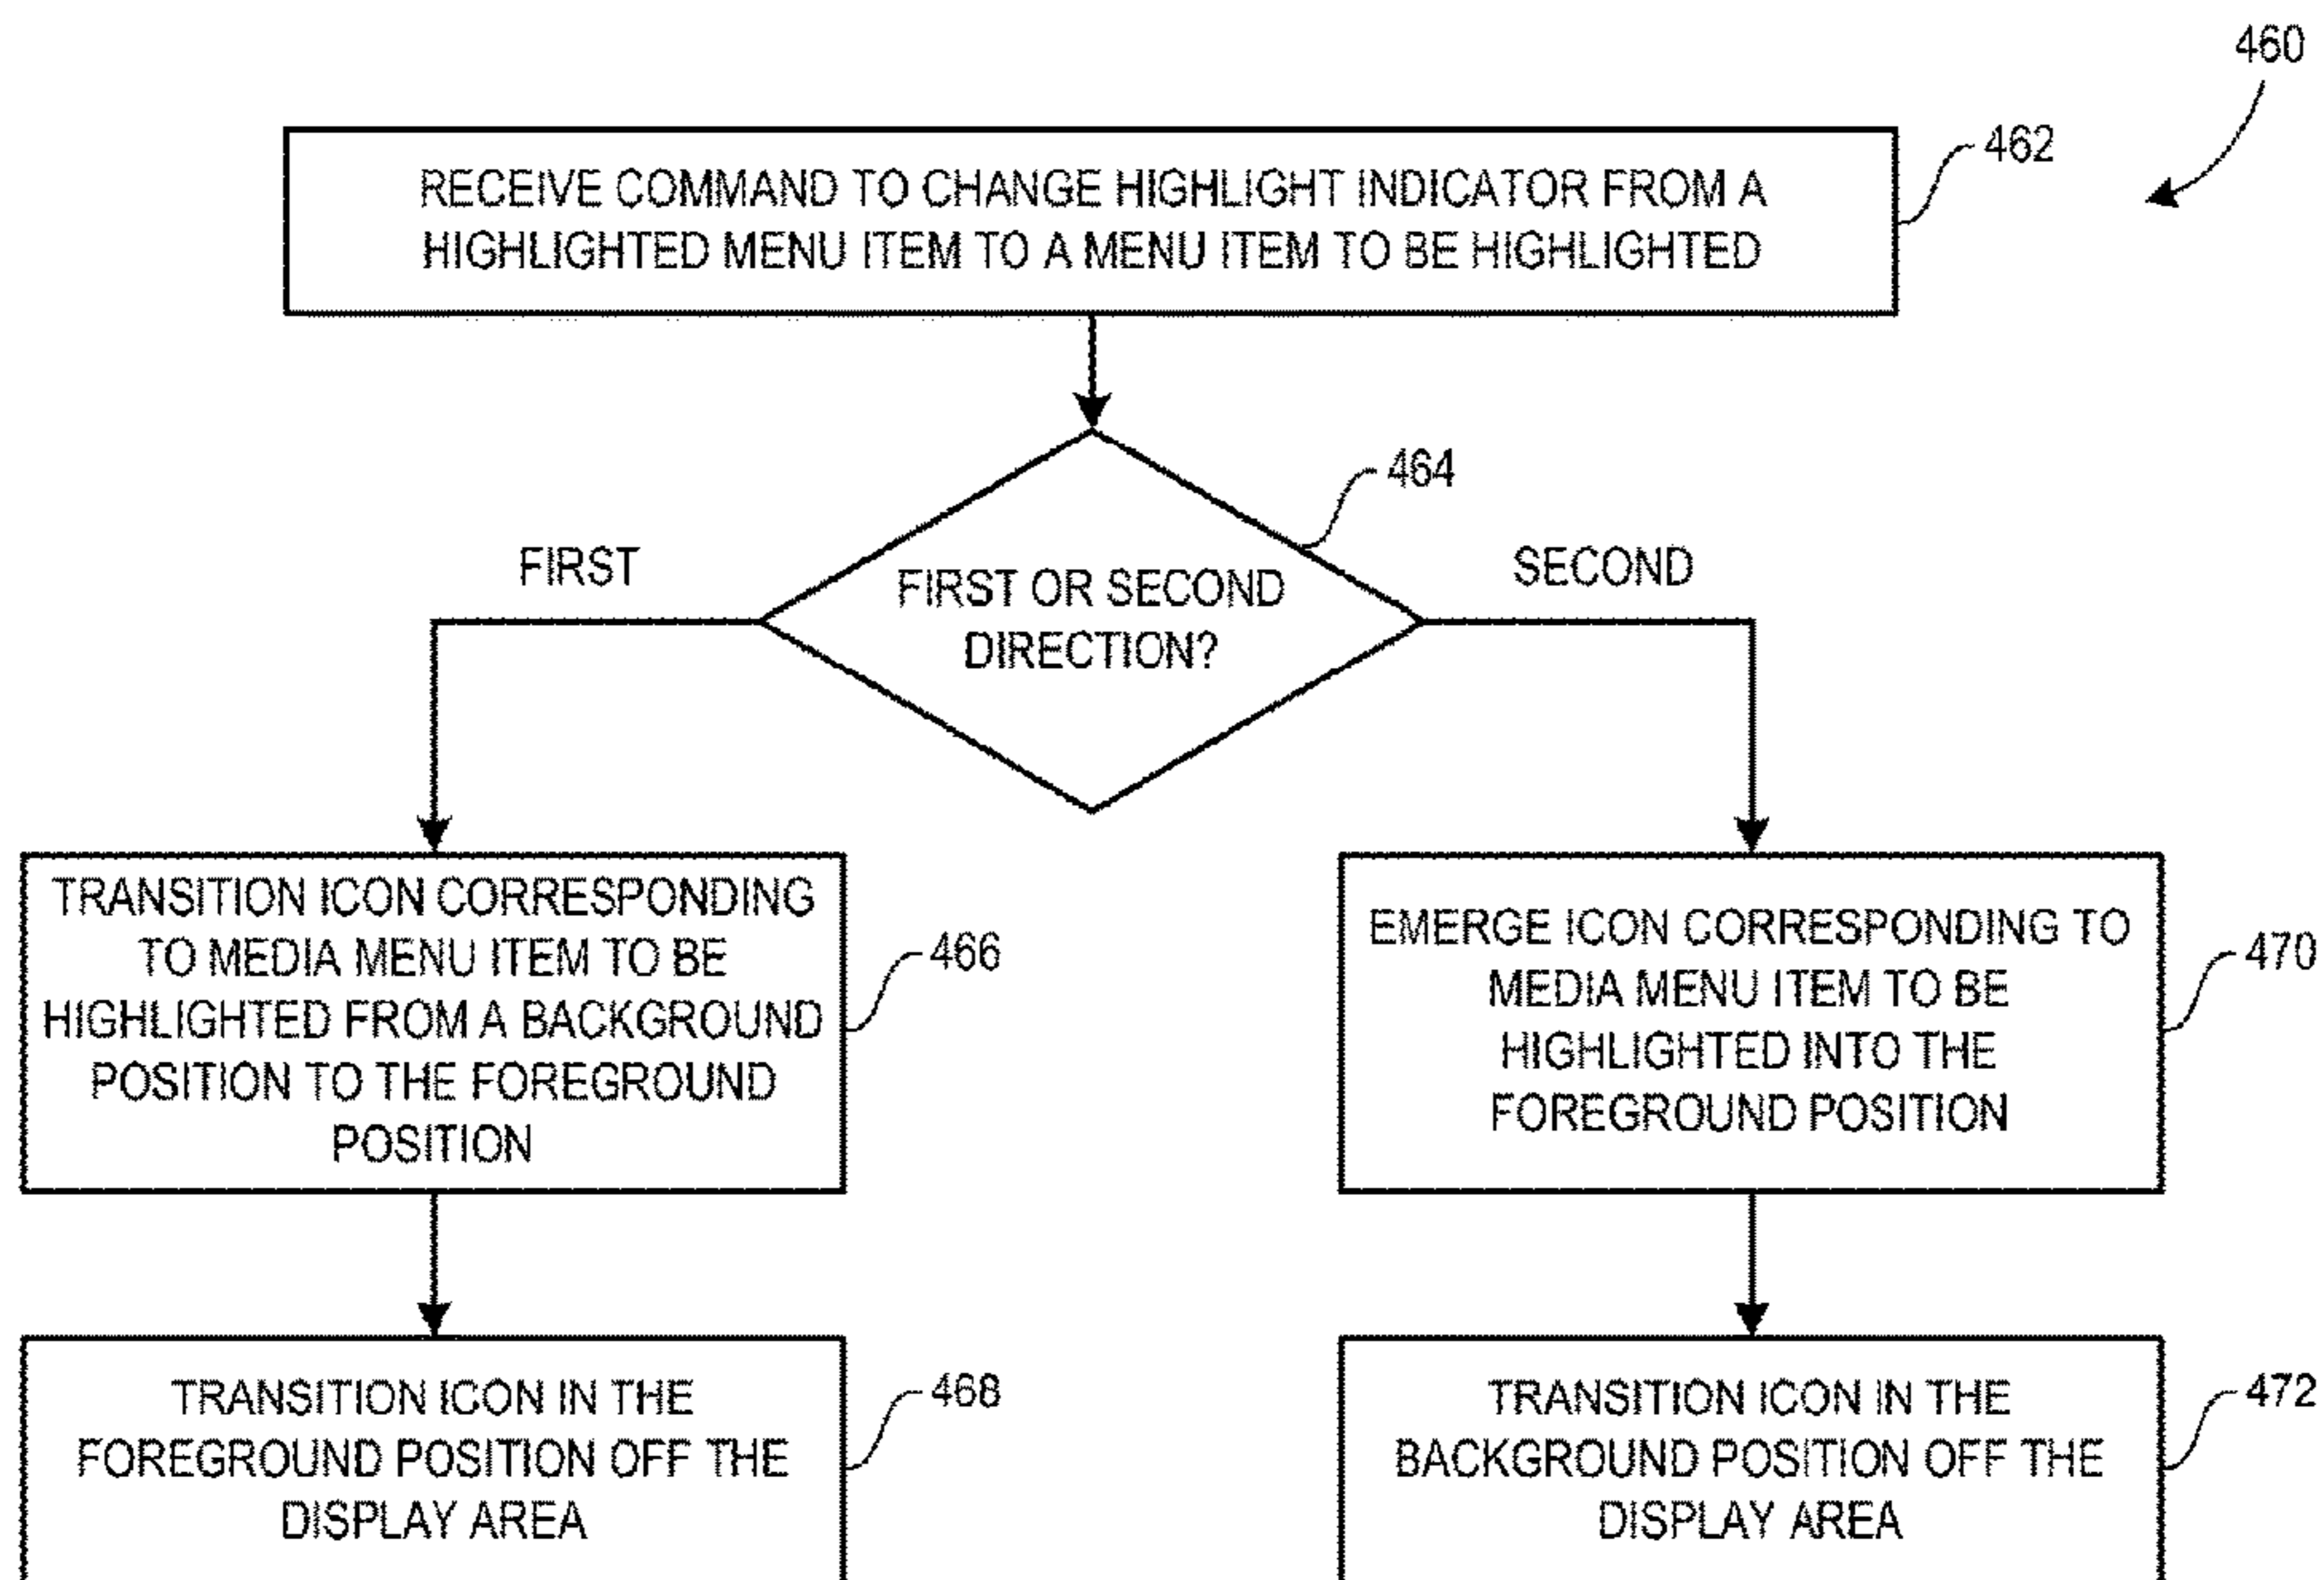 460
RECEIVE COMMAND TO CHANGE HIGHLIGHT INDICATOR FROM A
HIGHLIGHTED MENU ITEM TO A MENU ITEM TO BE HIGHLIGHTED
462
464
FIRST
SECOND
FIRST OR SECOND
DIRECTION?
TRANSITION ICON CORRESPONDING
TO MEDIA MENU ITEM TO BE
HIGHLIGHTED FROM A BACKGROUND
POSITION TO THE FOREGROUND
POSITION
466
EMERGE ICON CORRESPONDING TO
MEDIA MENU ITEM TO BE
HIGHLIGHTED INTO THE
FOREGROUND POSITION
470
TRANSITION ICON IN THE
FOREGROUND POSITION OFF THE
DISPLAY AREA
468
TRANSITION ICON IN THE
BACKGROUND POSITION OFF THE
DISPLAY AREA
472